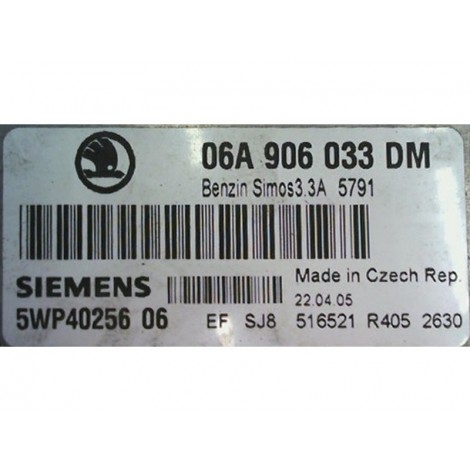 06A 906 033 DM
Benzin Simos3.3A 5791
SIEMENS
Made in Czech Rep.
22.04.05
5WP40256 06
EF SJ8 516521 R405 2630